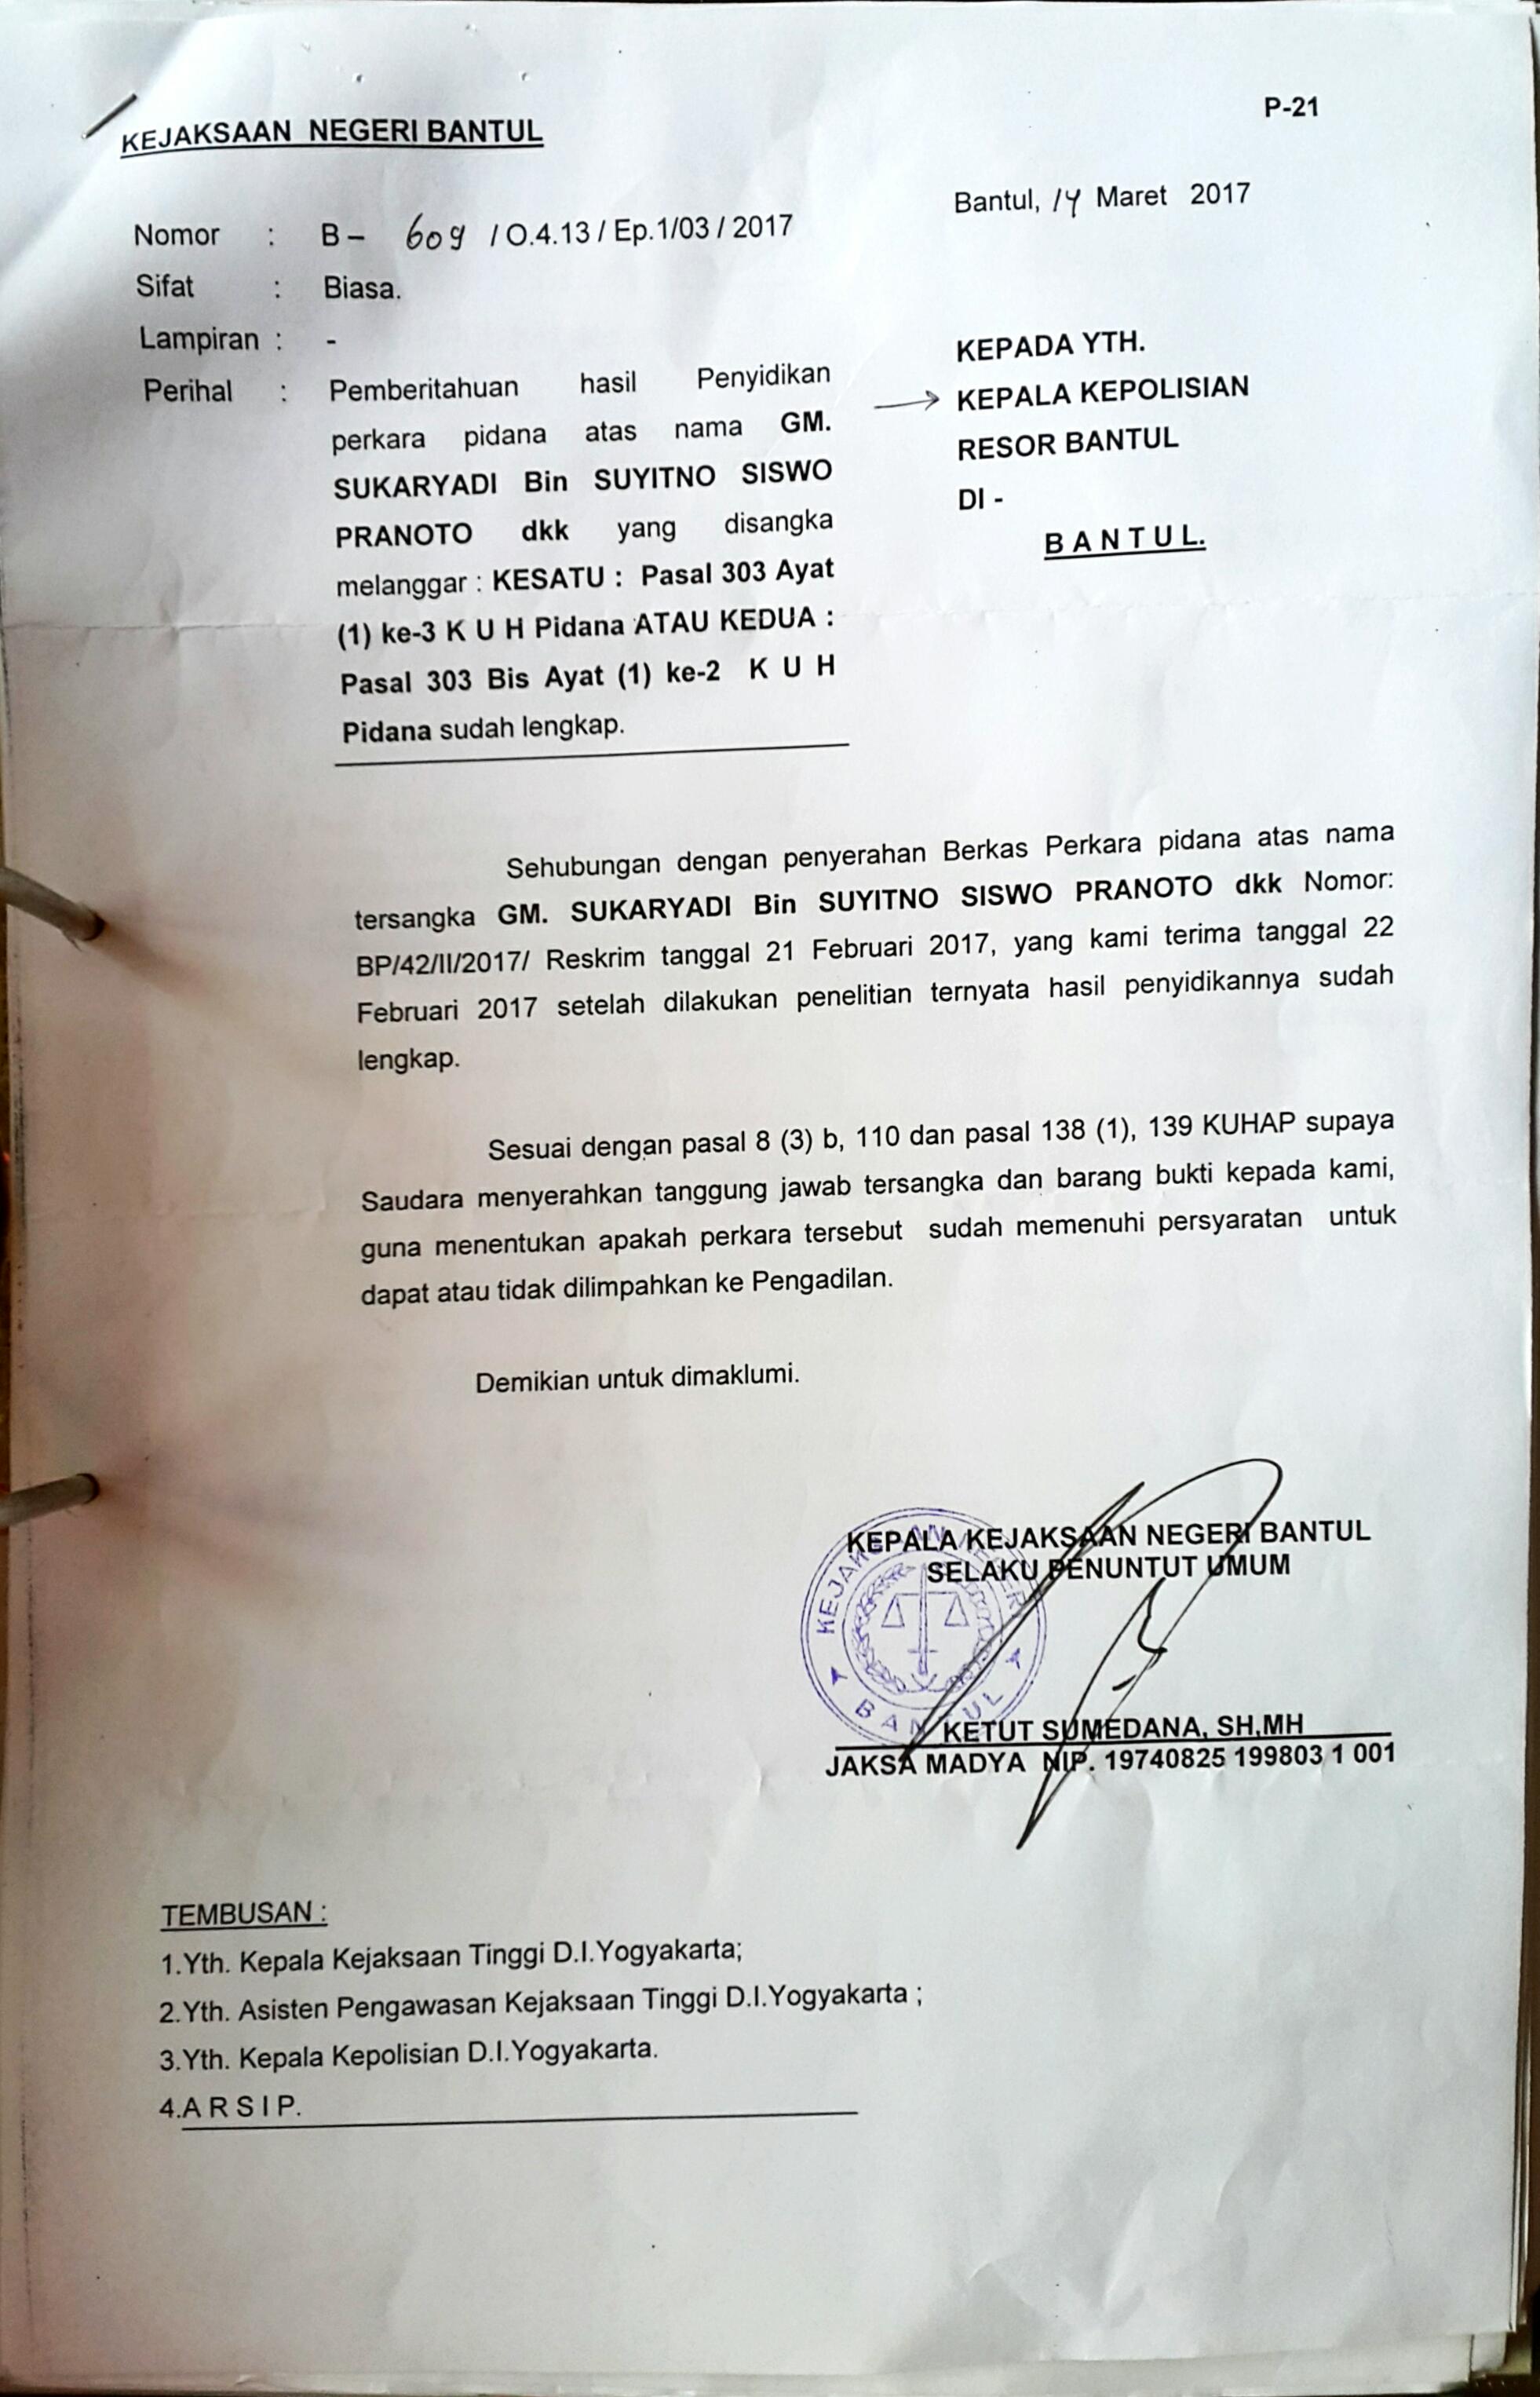 P-21
KEJAKSAAN NEGERI BANTUL
Bantul, 14 Maret 2017
Nomor : B – 609 / O.4.13 / Ep.1/03 / 2017
Sifat : Biasa.
Lampiran : -
Perihal : Pemberitahuan hasil Penyidikan
perkara pidana atas nama GM.
SUKARYADI Bin SUYITNO SISWO
PRANOTO dkk yang disangka
melanggar : KESATU : Pasal 303 Ayat
(1) ke-3 K U H Pidana ATAU KEDUA :
Pasal 303 Bis Ayat (1) ke-2 K U H
Pidana sudah lengkap.
KEPADA YTH.
KEPALA KEPOLISIAN
RESOR BANTUL
DI -
B A N T U L.
Sehubungan dengan penyerahan Berkas Perkara pidana atas nama
tersangka GM. SUKARYADI Bin SUYITNO SISWO PRANOTO dkk Nomor:
BP/42/II/2017/ Reskrim tanggal 21 Februari 2017, yang kami terima tanggal 22
Februari 2017 setelah dilakukan penelitian ternyata hasil penyidikannya sudah
lengkap.
Sesuai dengan pasal 8 (3) b, 110 dan pasal 138 (1), 139 KUHAP supaya
Saudara menyerahkan tanggung jawab tersangka dan barang bukti kepada kami,
guna menentukan apakah perkara tersebut sudah memenuhi persyaratan untuk
dapat atau tidak dilimpahkan ke Pengadilan.
Demikian untuk dimaklumi.
KEPALA KEJAKSAAN NEGERI BANTUL
SELAKU PENUNTUT UMUM
KEJAKSAAN NEGERI
BANTUL
KETUT SUMEDANA, SH,MH
JAKSA MADYA NIP. 19740825 199803 1 001
TEMBUSAN :
1.Yth. Kepala Kejaksaan Tinggi D.I.Yogyakarta;
2.Yth. Asisten Pengawasan Kejaksaan Tinggi D.I.Yogyakarta ;
3.Yth. Kepala Kepolisian D.I.Yogyakarta.
4.A R S I P.